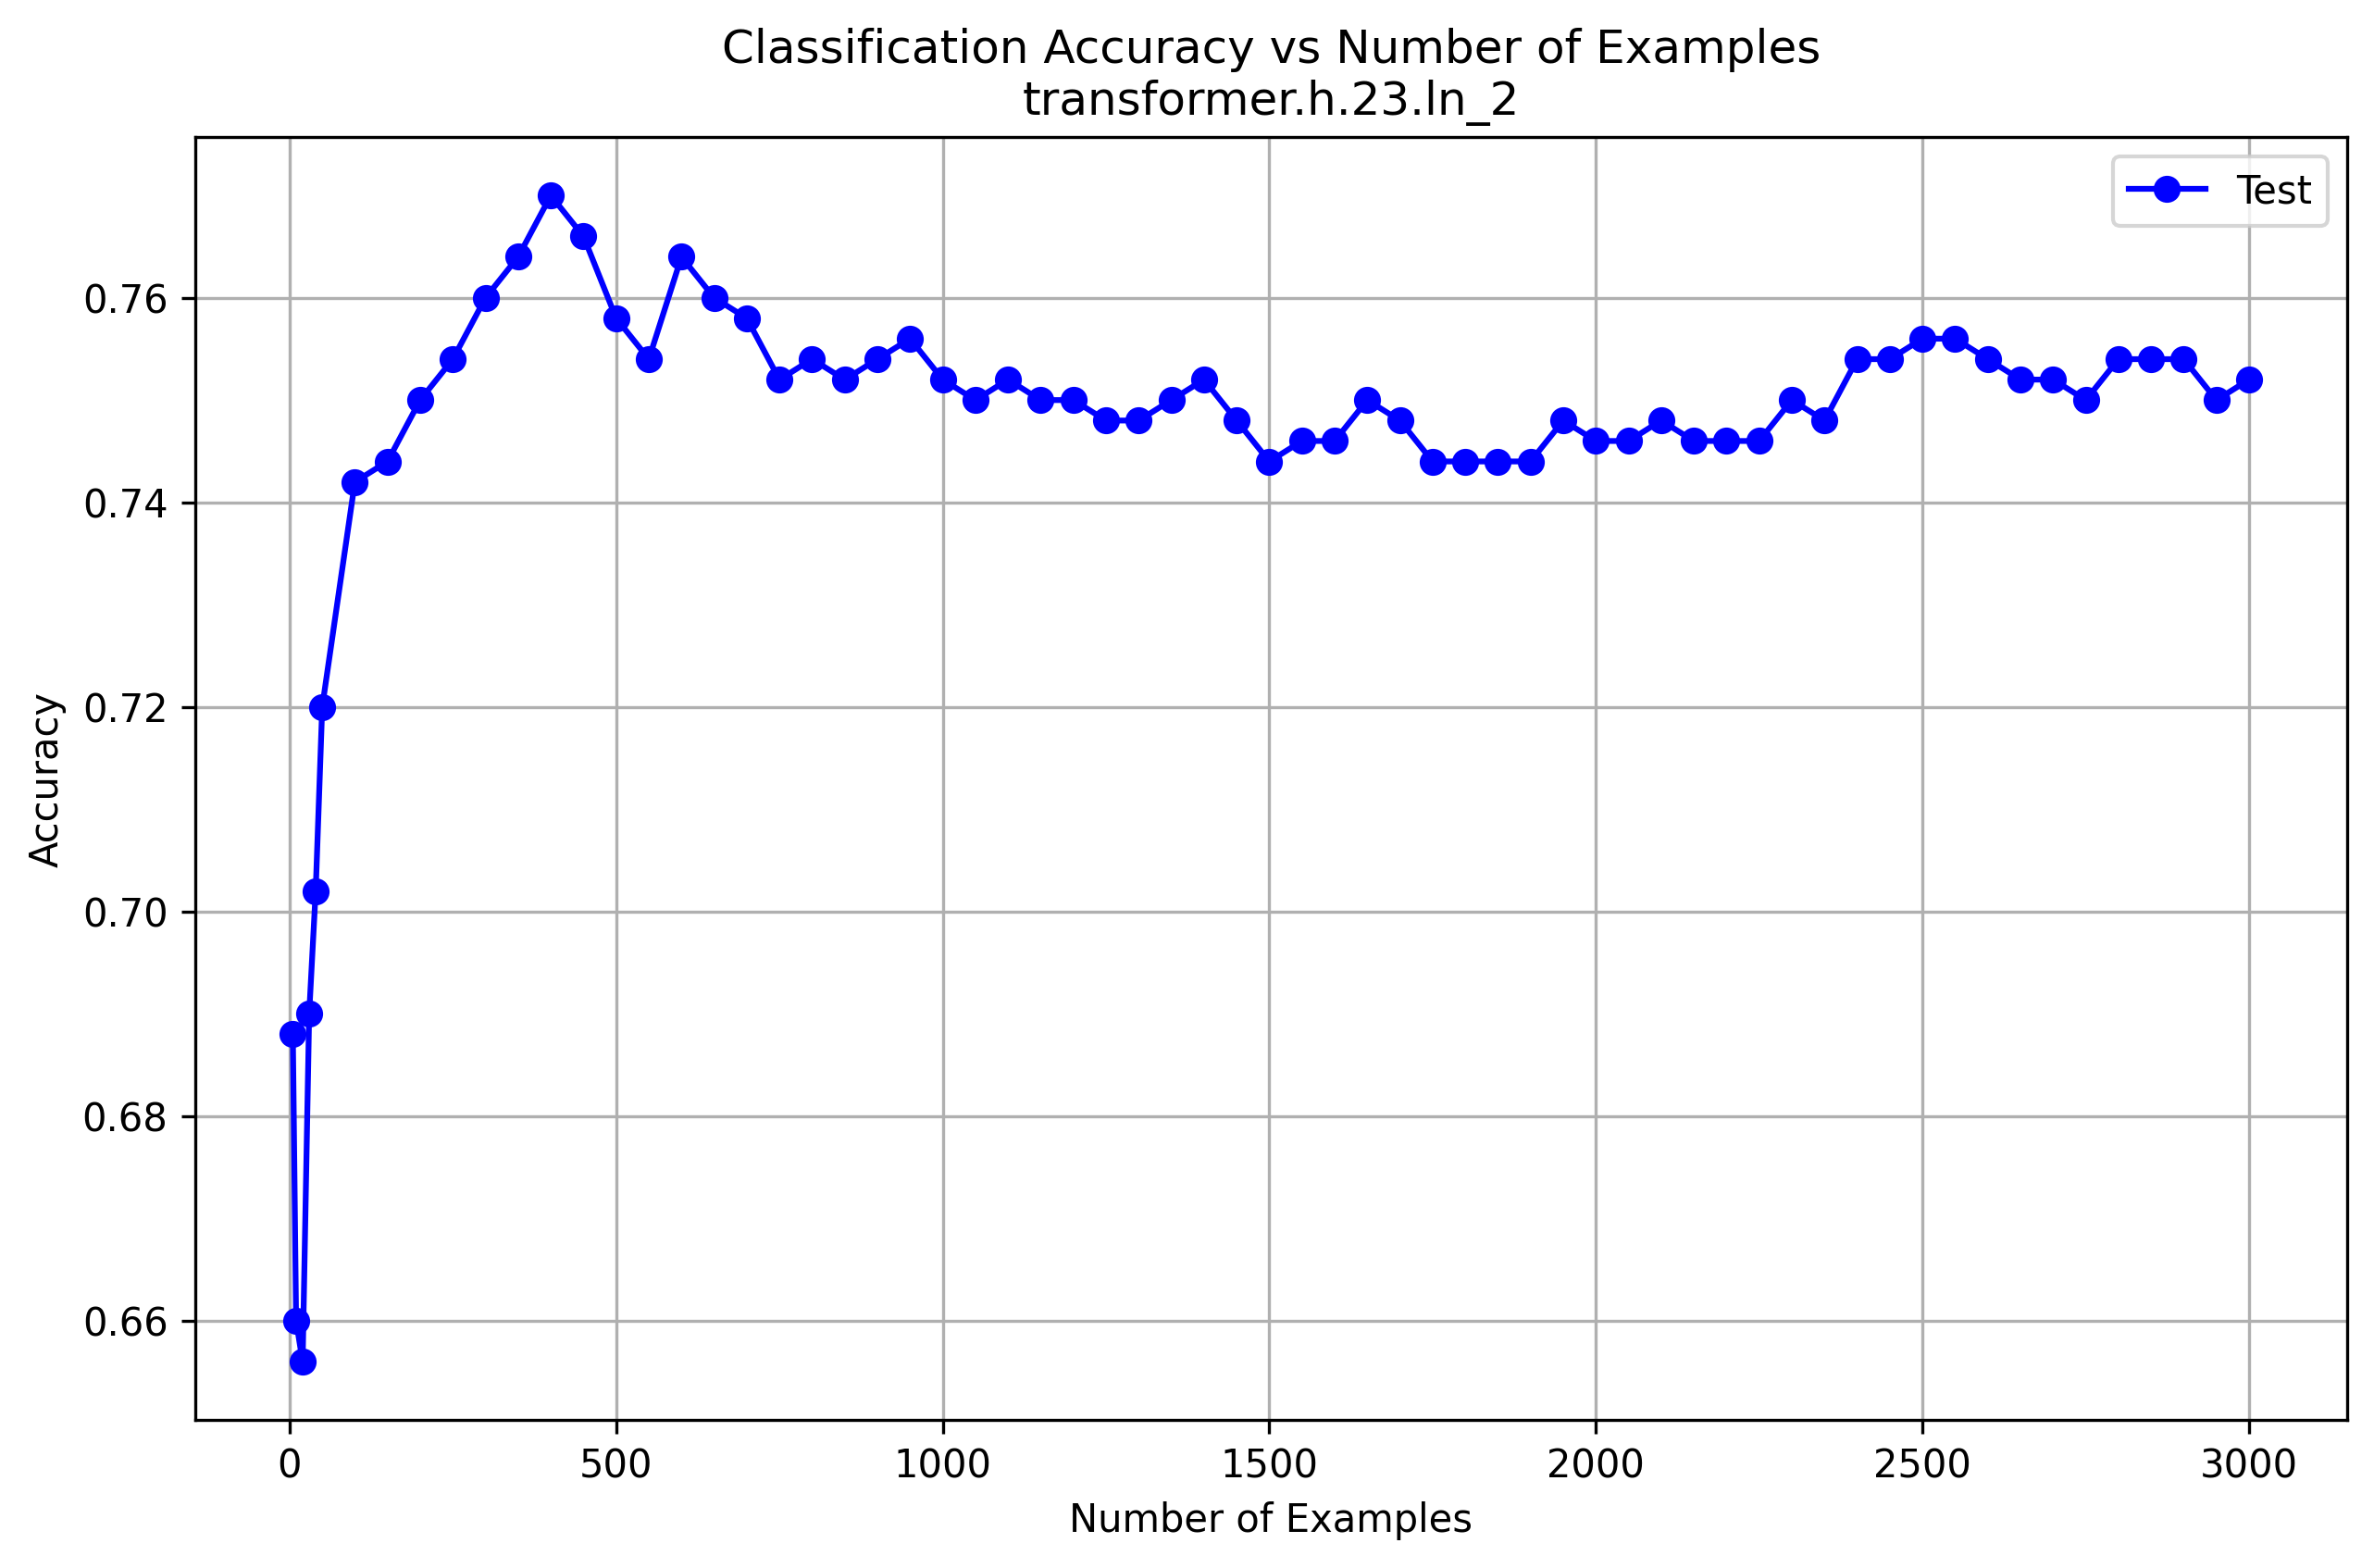 Classification Accuracy vs Number of Examples
transformer.h.23.ln_2
Test
Accuracy
0.76
0.74
0.72
0.70
0.68
0.66
0 500 1000 1500 2000 2500 3000
Number of Examples